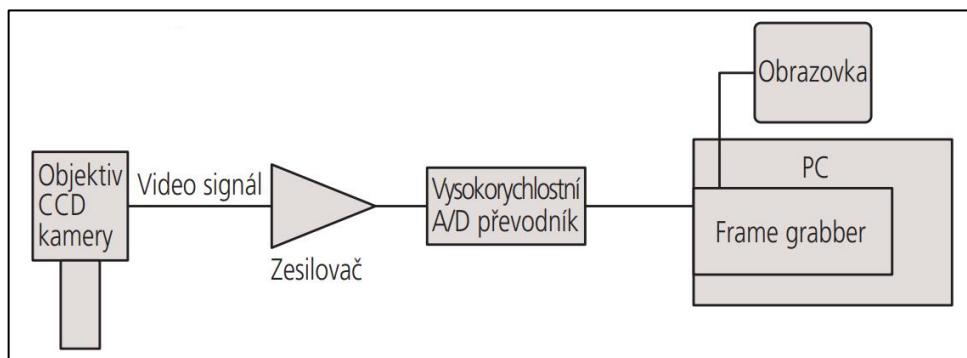 Obrazovka
PC
Objektiv
CCD
kamery
Video signál
Vysokorychlostní
A/D převodník
Frame grabber
Zesilovač